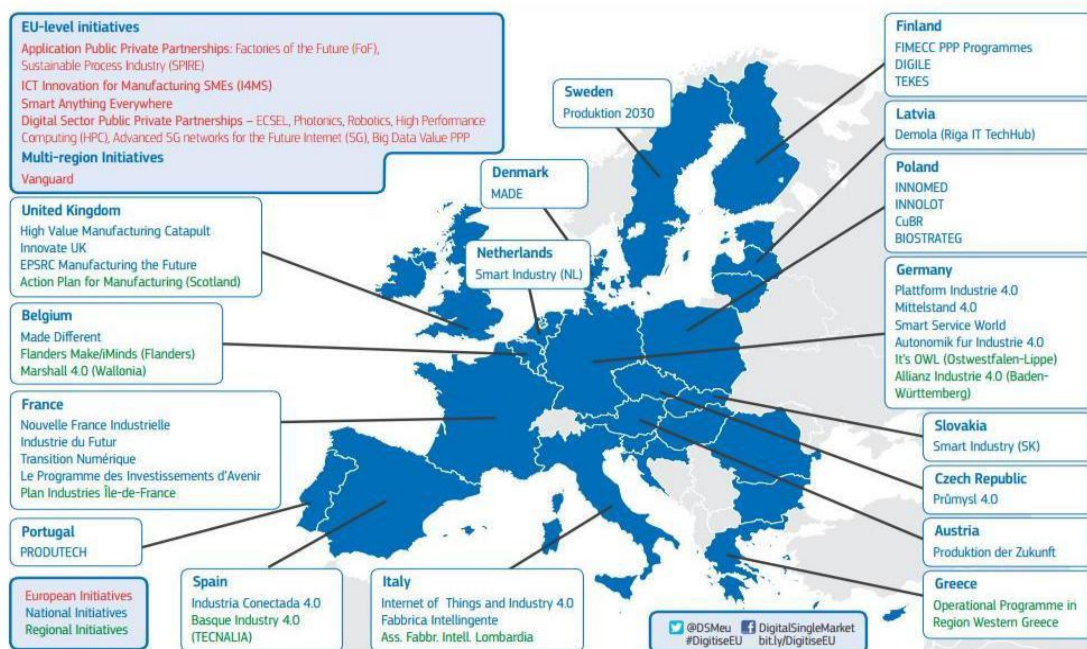 EU-level initiatives
Application Public Private Partnerships: Factories of the Future (FoF),
Sustainable Process Industry (SPIRE)
ICT Innovation for Manufacturing SMEs (I4MS)
Smart Anything Everywhere
Digital Sector Public Private Partnerships – ECSEL, Photonics, Robotics, High Performance
Computing (HPC), Advanced 5G networks for the Future Internet (5G), Big Data Value PPP
Multi-region Initiatives
Vanguard
Finland
FIMECC PPP Programmes
DIGILE
TEKES
Sweden
Produktion 2030
Latvia
Demola (Riga IT TechHub)
Denmark
MADE
Poland
INNOMED
INNOLOT
CuBR
BIOSTRATEG
United Kingdom
High Value Manufacturing Catapult
Innovate UK
EPSRC Manufacturing the Future
Action Plan for Manufacturing (Scotland)
Netherlands
Smart Industry (NL)
Germany
Plattform Industrie 4.0
Mittelstand 4.0
Smart Service World
Autonomik fur Industrie 4.0
It's OWL (Ostwestfalen-Lippe)
Allianz Industrie 4.0 (Baden-
Württemberg)
Belgium
Made Different
Flanders Make/iMinds (Flanders)
Marshall 4.0 (Wallonia)
France
Nouvelle France Industrielle
Industrie du Futur
Transition Numérique
Le Programme des Investissements d'Avenir
Plan Industries Île-de-France
Slovakia
Smart Industry (SK)
Czech Republic
Průmysl 4.0
Portugal
PRODUTECH
Austria
Produktion der Zukunft
European Initiatives
National Initiatives
Regional Initiatives
Spain
Industria Conectada 4.0
Basque Industry 4.0
(TECNALIA)
Italy
Internet of Things and Industry 4.0
Fabbrica Intellingente
Ass. Fabbr. Intell. Lombardia
Greece
Operational Programme in
Region Western Greece
@DSMeu DigitalSingleMarket
#DigitiseEU bit.ly/DigitiseEU